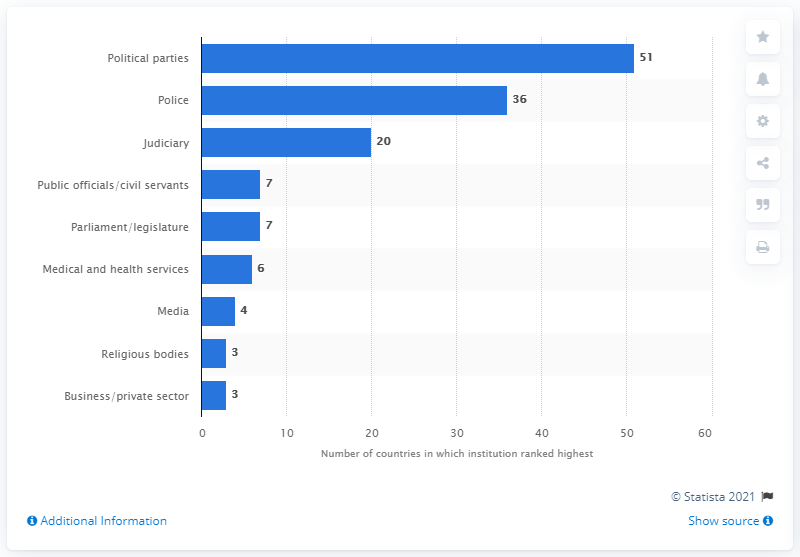 Political parties 51
Police 36
Judiciary 20
Public officials/civil servants 7
Parliament/legislature 7
Medical and health services 6
Media 4
Religious bodies 3
Business/private sector 3
0 10 20 30 40 50 60
Number of countries in which institution ranked highest
© Statista 2021
Additional Information Show source